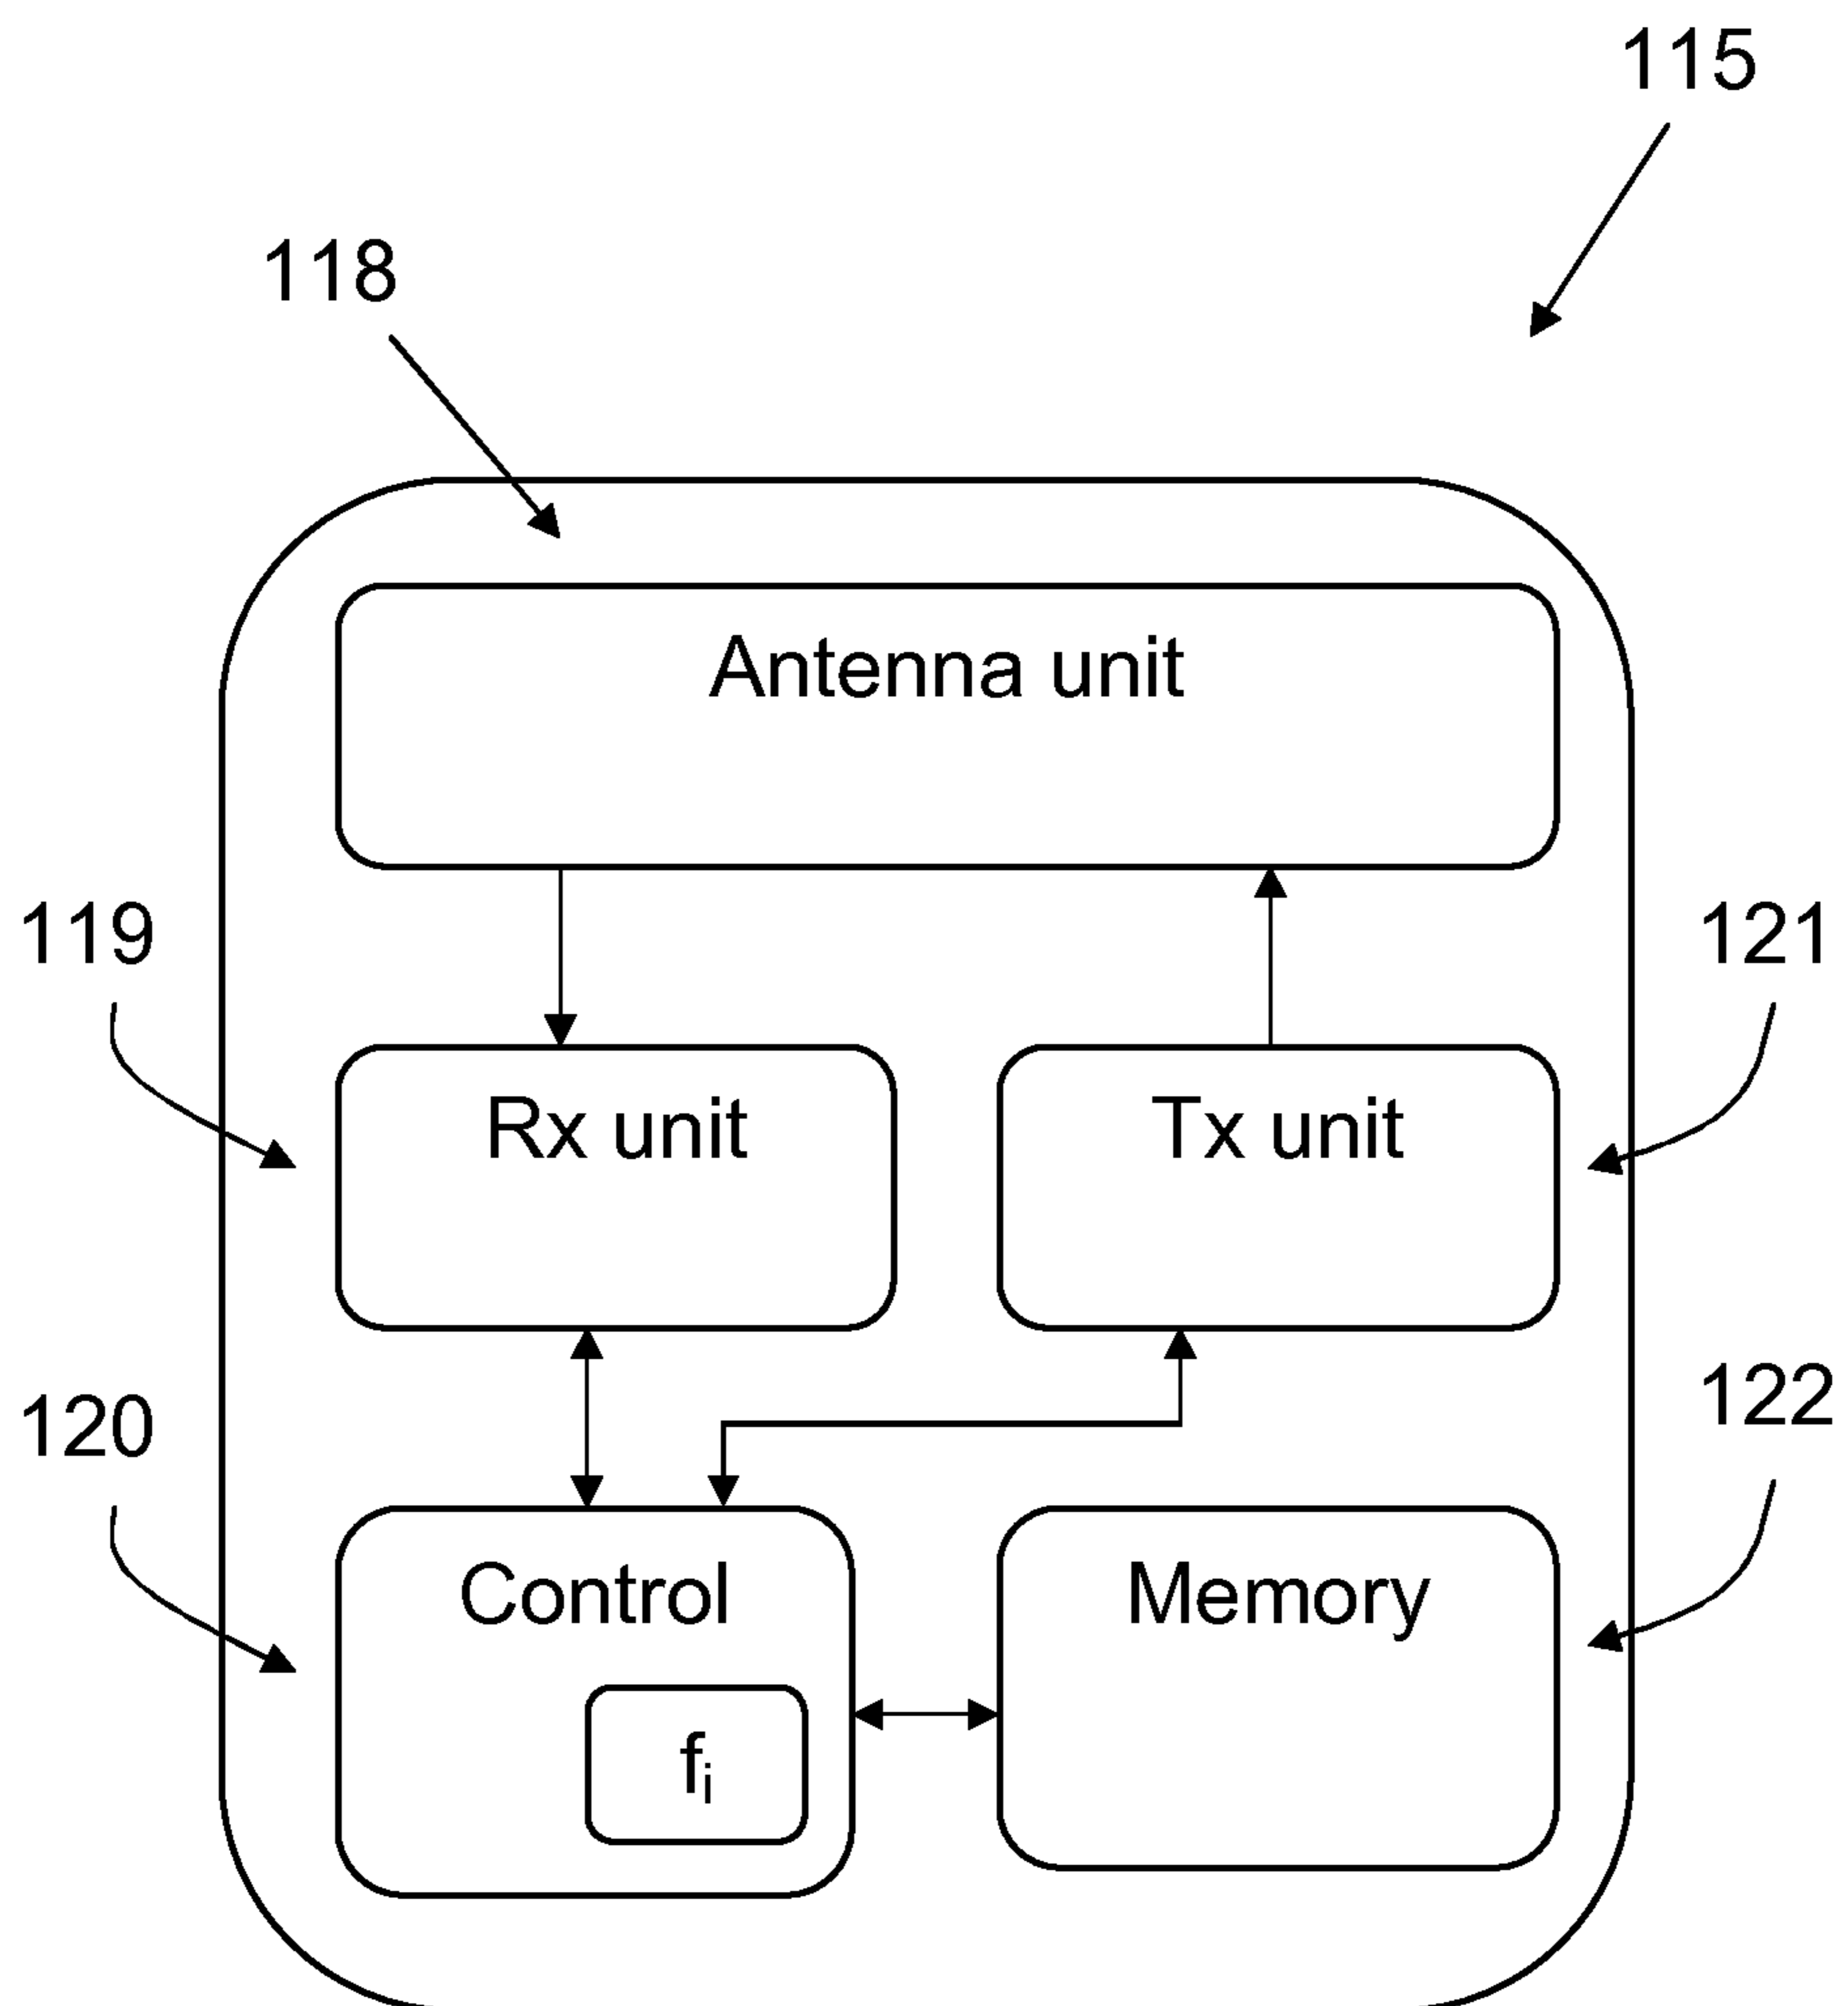 115
118
Antenna unit
119
121
Rx unit
Tx unit
120
122
Control
Memory
fi